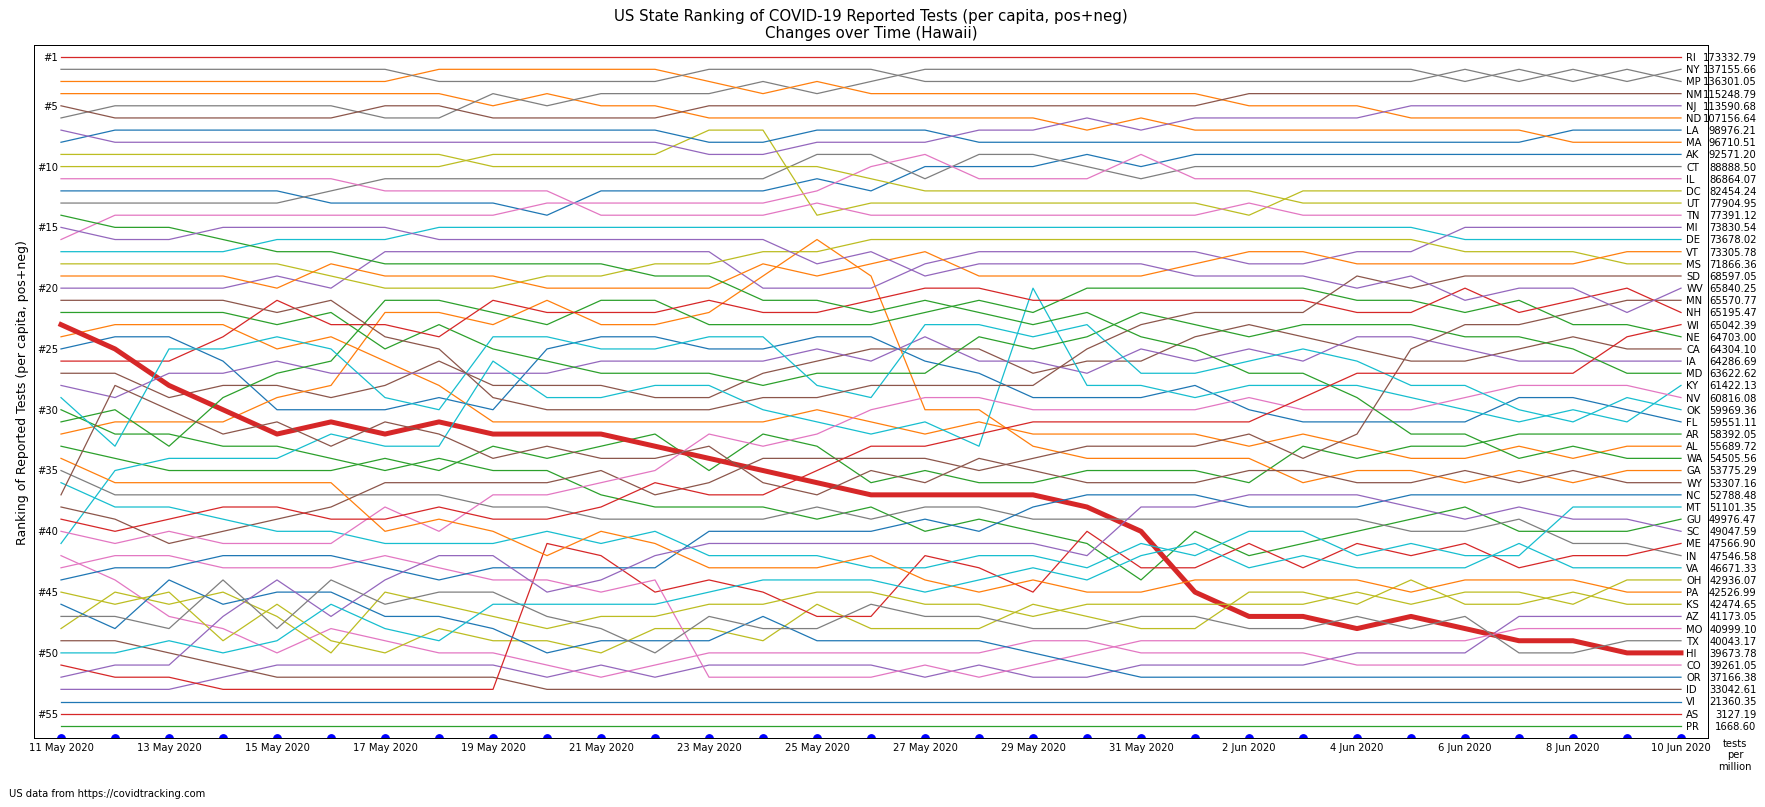 US State Ranking of COVID-19 Reported Tests (per capita, pos+neg)
Changes over Time (Hawaii)
Ranking of Reported Tests (per capita, pos+neg)
#1
#5
#10
#15
#20
#25
#30
#35
#40
#45
#50
#55
RI 173332.79
NY 137155.66
MP 136301.05
NM 115248.79
NJ 113590.68
ND 107156.64
LA 98976.21
MA 96710.51
AK 92571.20
CT 88888.50
IL 86864.07
DC 82454.24
UT 77904.95
TN 77391.12
MI 73830.54
DE 73678.02
VT 73305.78
MS 71866.36
SD 68597.05
WV 65840.25
MN 65570.77
NH 65195.47
WI 65042.39
NE 64703.00
CA 64304.10
IA 64286.69
MD 63622.62
KY 61422.13
NV 60816.08
OK 59969.36
FL 59551.11
AR 58392.05
AL 55689.72
WA 54505.56
GA 53775.29
WY 53307.16
NC 52788.48
MT 51101.35
GU 49976.47
SC 49047.59
ME 47566.90
IN 47546.58
VA 46671.33
OH 42936.07
PA 42526.99
KS 42474.65
AZ 41173.05
MO 40999.10
TX 40043.17
HI 39673.78
CO 39261.05
OR 37166.38
ID 33042.61
VI 21360.35
AS 3127.19
PR 1668.60
11 May 2020 13 May 2020 15 May 2020 17 May 2020 19 May 2020 21 May 2020 23 May 2020 25 May 2020 27 May 2020 29 May 2020 31 May 2020 2 Jun 2020 4 Jun 2020 6 Jun 2020 8 Jun 2020 10 Jun 2020
tests
per
million
US data from https://covidtracking.com